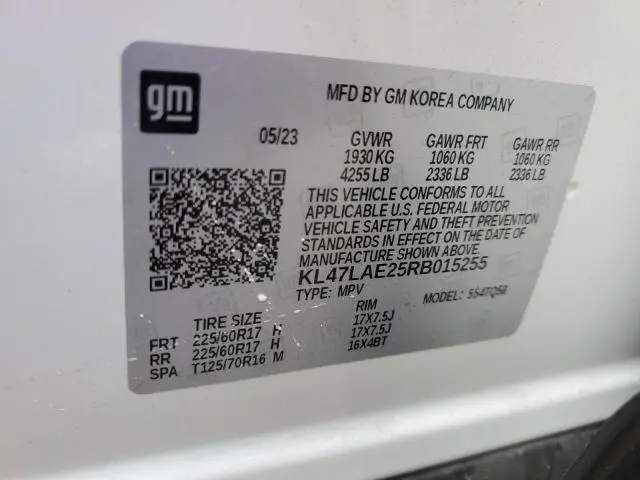 gm
MFD BY GM KOREA COMPANY
05/23 GVWR GAWR FRT GAWR RR
1930 KG 1060 KG 1060 KG
4255 LB 2336 LB 2336 LB
THIS VEHICLE CONFORMS TO ALL
APPLICABLE U.S. FEDERAL MOTOR
VEHICLE SAFETY AND THEFT PREVENTION
STANDARDS IN EFFECT ON THE DATE OF
MANUFACTURE SHOWN ABOVE.
KL47LAE25RB015255
TYPE: MPV MODEL: 5S47Q56
TIRE SIZE RIM
FRT 225/60R17 H 17X7.5J
RR 225/60R17 H 17X7.5J
SPA T125/70R16 M 16X4BT